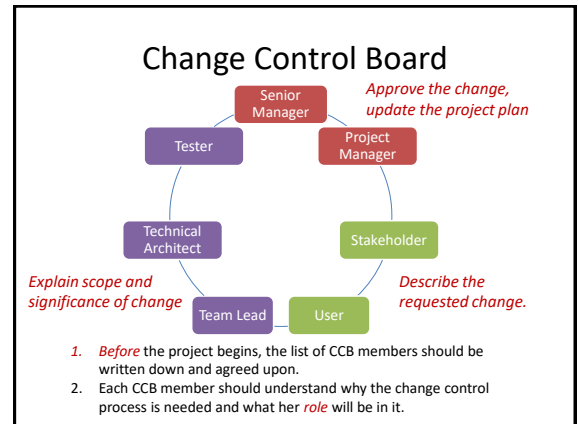 Change Control Board
Senior
Manager
Approve the change,
update the project plan
Project
Manager
Tester
Technical
Architect
Stakeholder
Explain scope and
significance of change
Describe the
requested change.
Team Lead
User
1. Before the project begins, the list of CCB members should be
written down and agreed upon.
2. Each CCB member should understand why the change control
process is needed and what her role will be in it.